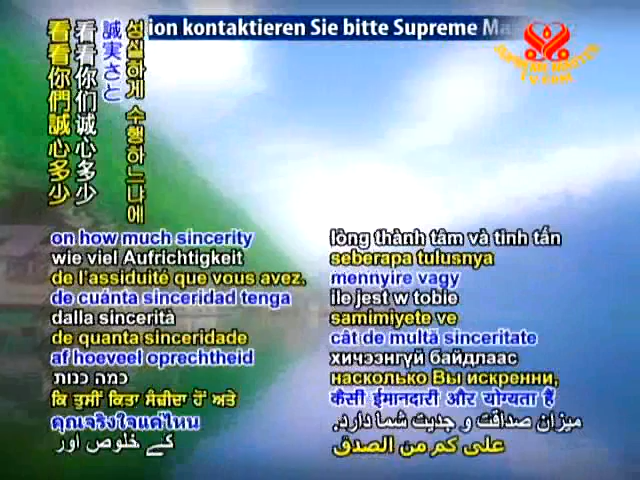 ion kontaktieren Sie bitte Supreme Ma
SUPREME MASTER
TV.com
성실하게 수행하느냐에
誠実さと
看看你们诚心多少
看看你們誠心多少
on how much sincerity
wie viel Aufrichtigkeit
de l'assiduité que vous avez.
de cuánta sinceridad tenga
dalla sincerità
de quanta sinceridade
af hoeveel oprechtheid
כמה כנות
ਕਿ ਤੁਸੀਂ ਕਿਤਾ ਸੰਜੀਦਾ ਹੋਂ ਅਤੇ
คุณจริงใจแค่ไหน
کے خلوص اور
lòng thành tâm và tinh tấn
seberapa tulusnya
mennyire vagy
ile jest w tobie
samimiyete ve
cât de multă sinceritate
хичээнгүй байдлаас
насколько Вы искренни,
कैसी ईमानदारी और योग्यता हैं
میزان صداقت و جدیت شما دارد.
على كم من الصدق